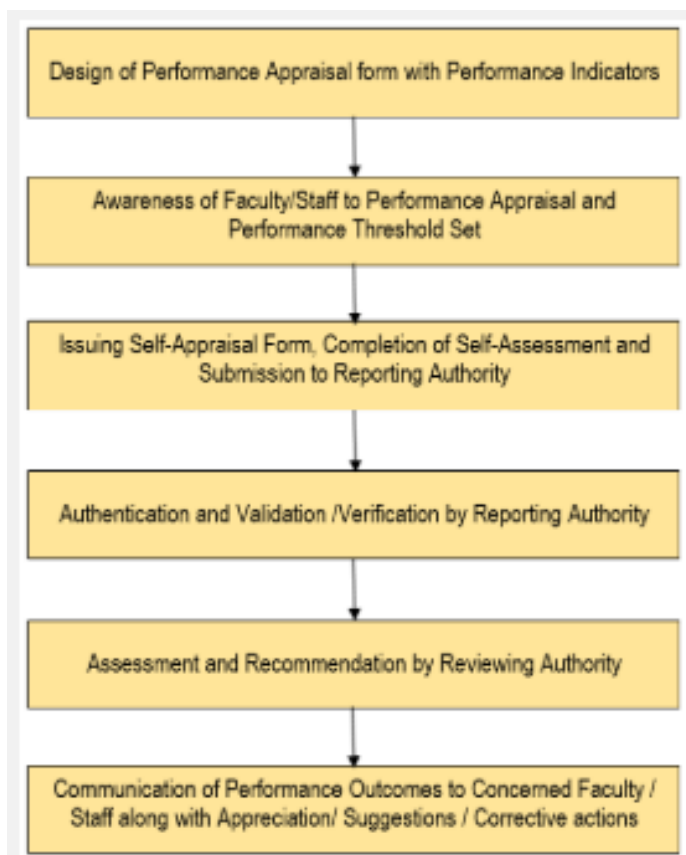 Design of Performance Appraisal form with Performance Indicators
Awareness of Faculty/Staff to Performance Appraisal and
Performance Threshold Set
Issuing Self-Appraisal Form, Completion of Self-Assessment and
Submission to Reporting Authority
Authentication and Validation /Verification by Reporting Authority
Assessment and Recommendation by Reviewing Authority
Communication of Performance Outcomes to Concerned Faculty /
Staff along with Appreciation/ Suggestions / Corrective actions